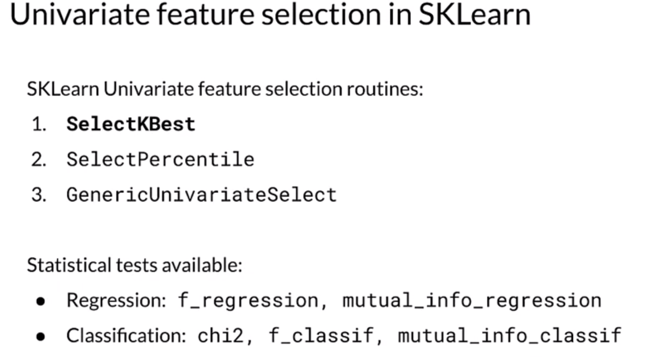 Univariate feature selection in SKLearn
SKLearn Univariate feature selection routines:
1. SelectKBest
2. SelectPercentile
3. GenericUnivariateSelect
Statistical tests available:
● Regression: f_regression, mutual_info_regression
● Classification: chi2, f_classif, mutual_info_classif